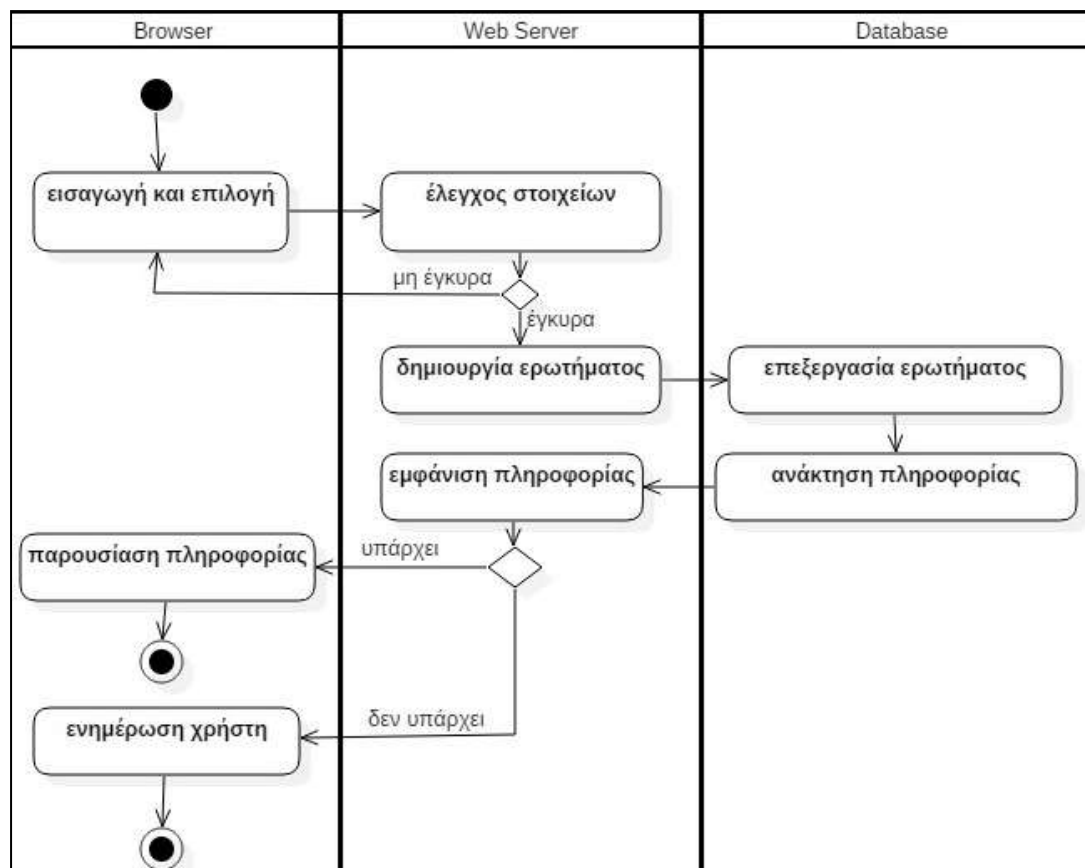 Browser
Web Server
Database
εισαγωγή και επιλογή
έλεγχος στοιχείων
μη έγκυρα
έγκυρα
δημιουργία ερωτήματος
επεξεργασία ερωτήματος
εμφάνιση πληροφορίας
ανάκτηση πληροφορίας
παρουσίαση πληροφορίας
υπάρχει
ενημέρωση χρήστη
δεν υπάρχει